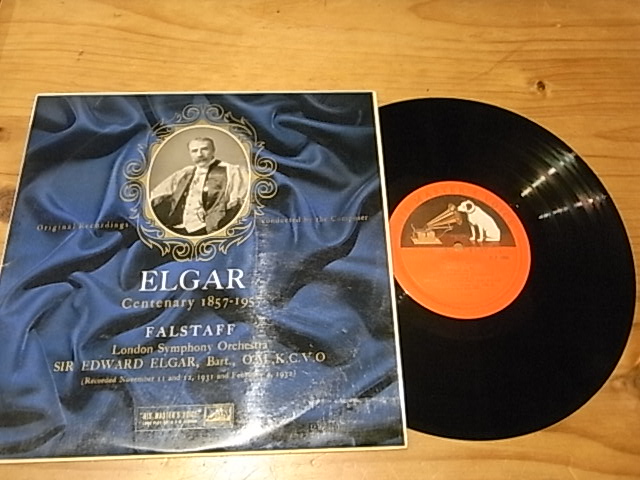 Original Recordings
conducted by the Composer
ELGAR
Centenary 1857-1957
FALSTAFF
London Symphony Orchestra
SIR EDWARD ELGAR, Bart., O.M., K.C.V.O
(Recorded November 11 and 12, 1931 and February 4, 1932)
"HIS MASTER'S VOICE"